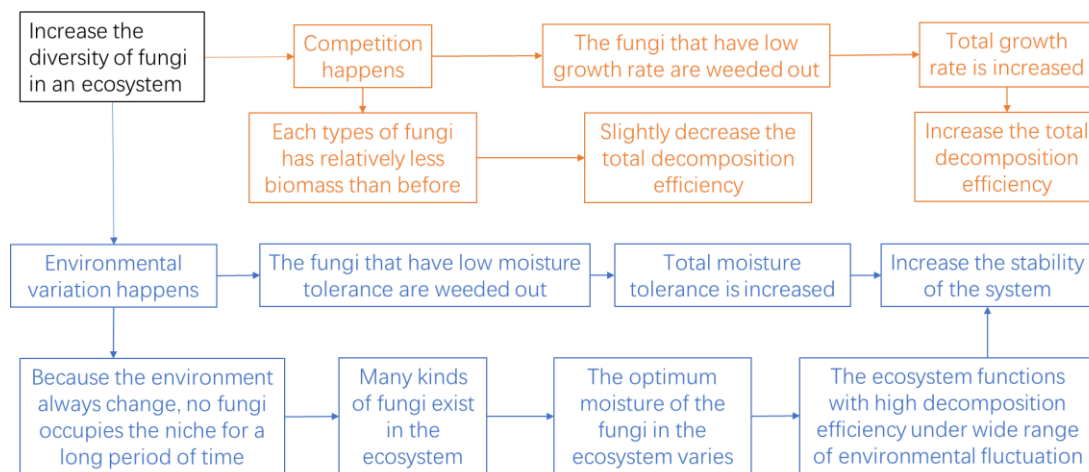 Increase the
diversity of fungi
in an ecosystem
Competition
happens
The fungi that have low
growth rate are weeded out
Total growth
rate is increased
Each types of fungi
has relatively less
biomass than before
Slightly decrease the
total decomposition
efficiency
Increase the total
decomposition
efficiency
Environmental
variation happens
The fungi that have low moisture
tolerance are weeded out
Total moisture
tolerance is increased
Increase the stability
of the system
Because the environment
always change, no fungi
occupies the niche for a
long period of time
Many kinds
of fungi exist
in the
ecosystem
The optimum
moisture of the
fungi in the
ecosystem varies
The ecosystem functions
with high decomposition
efficiency under wide range
of environmental fluctuation